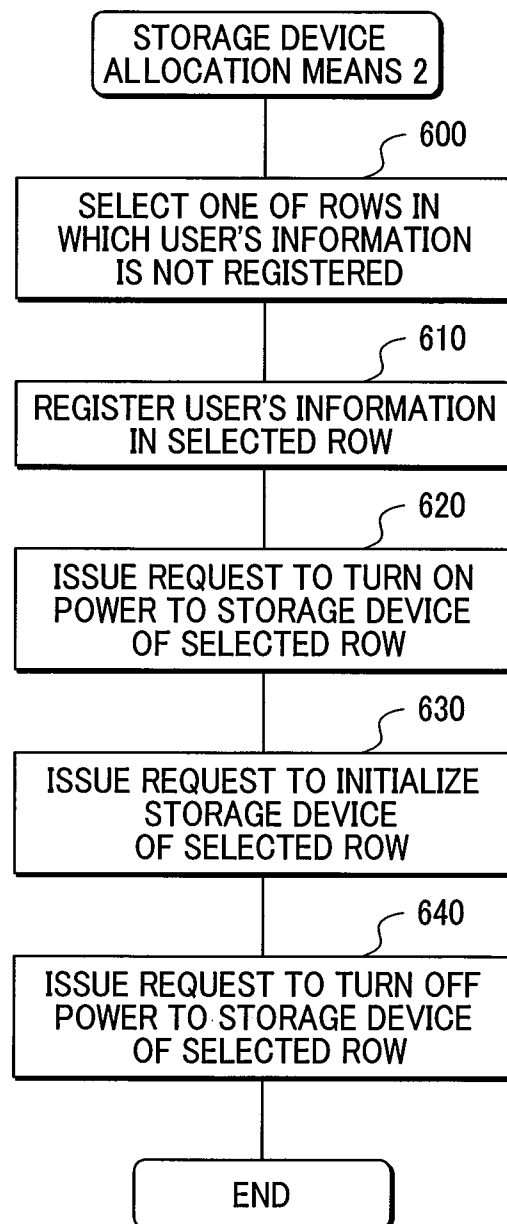 STORAGE DEVICE
ALLOCATION MEANS 2
600
SELECT ONE OF ROWS IN
WHICH USER'S INFORMATION
IS NOT REGISTERED
610
REGISTER USER'S INFORMATION
IN SELECTED ROW
620
ISSUE REQUEST TO TURN ON
POWER TO STORAGE DEVICE
OF SELECTED ROW
630
ISSUE REQUEST TO INITIALIZE
STORAGE DEVICE
OF SELECTED ROW
640
ISSUE REQUEST TO TURN OFF
POWER TO STORAGE DEVICE
OF SELECTED ROW
END